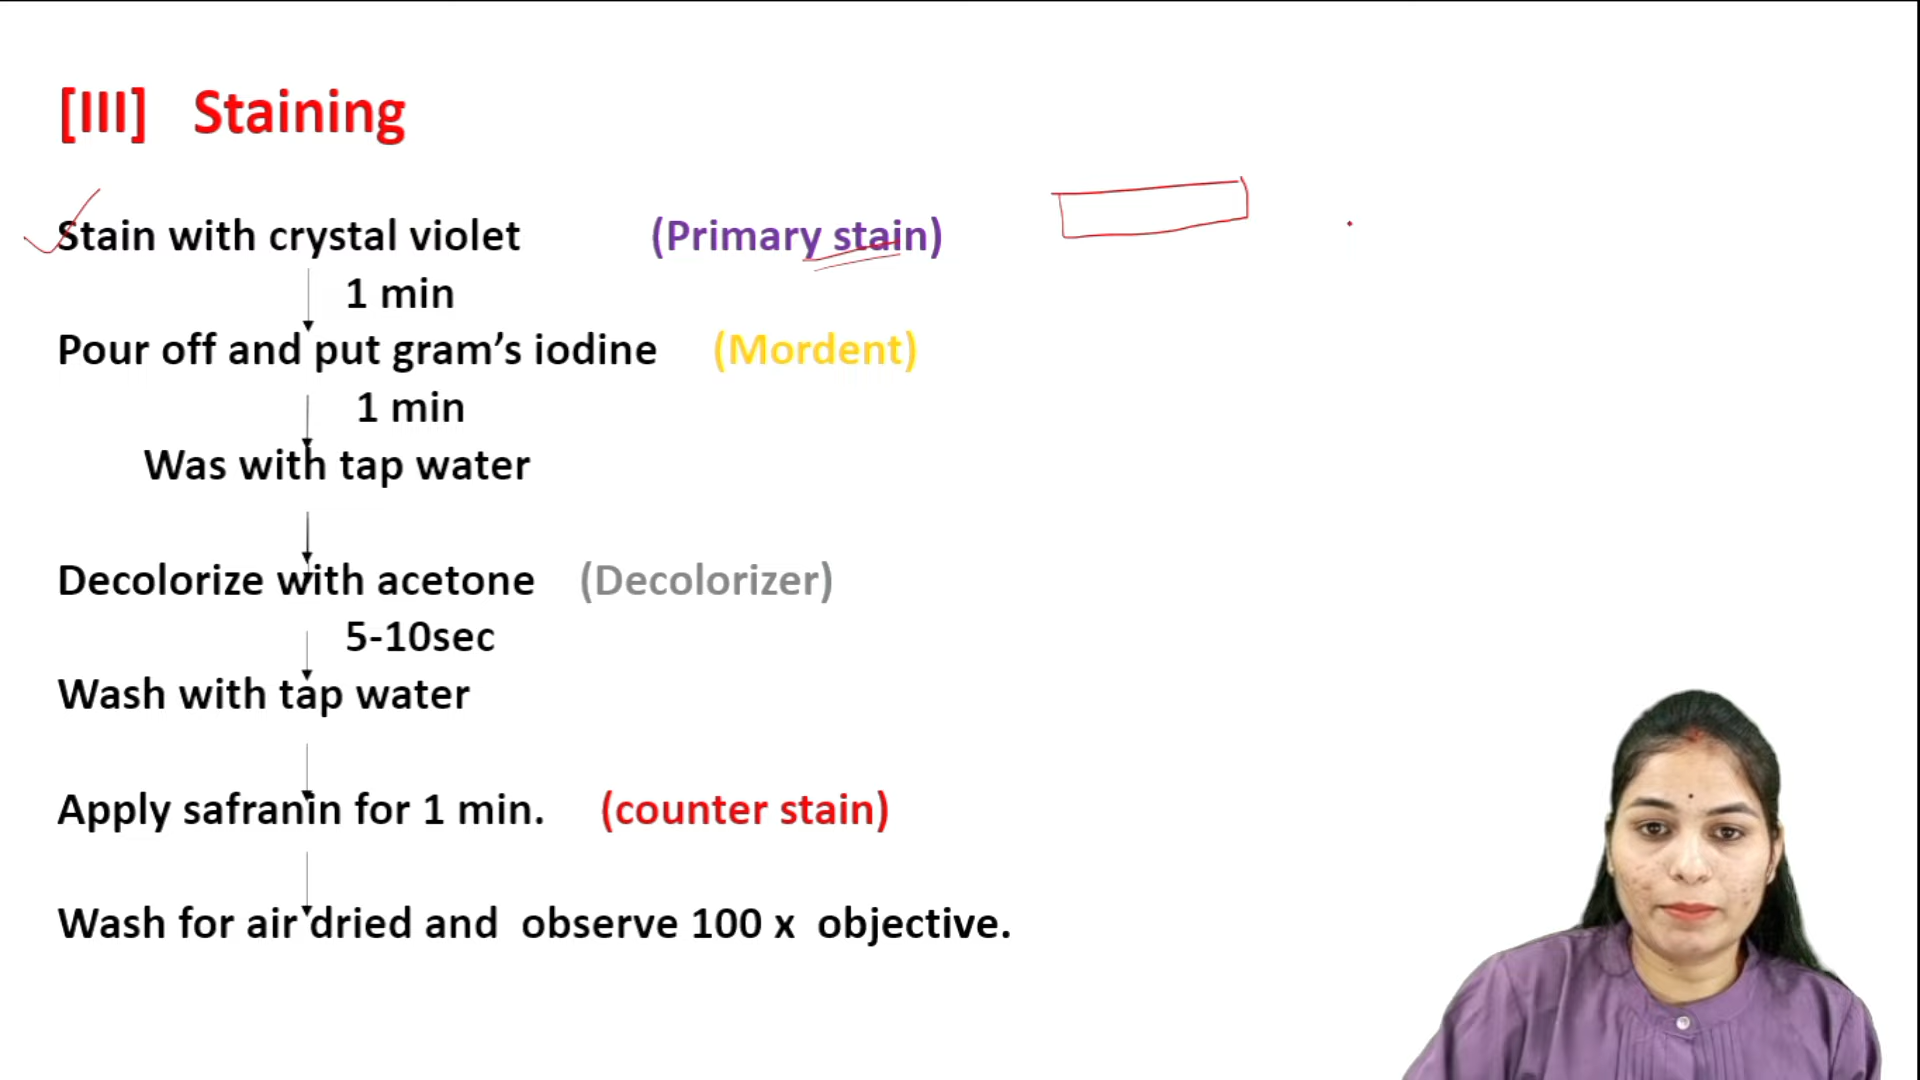 [III] Staining
Stain with crystal violet (Primary stain)
1 min
Pour off and put gram’s iodine (Mordent)
1 min
Was with tap water
Decolorize with acetone (Decolorizer)
5-10sec
Wash with tap water
Apply safranin for 1 min. (counter stain)
Wash for air dried and observe 100 x objective.